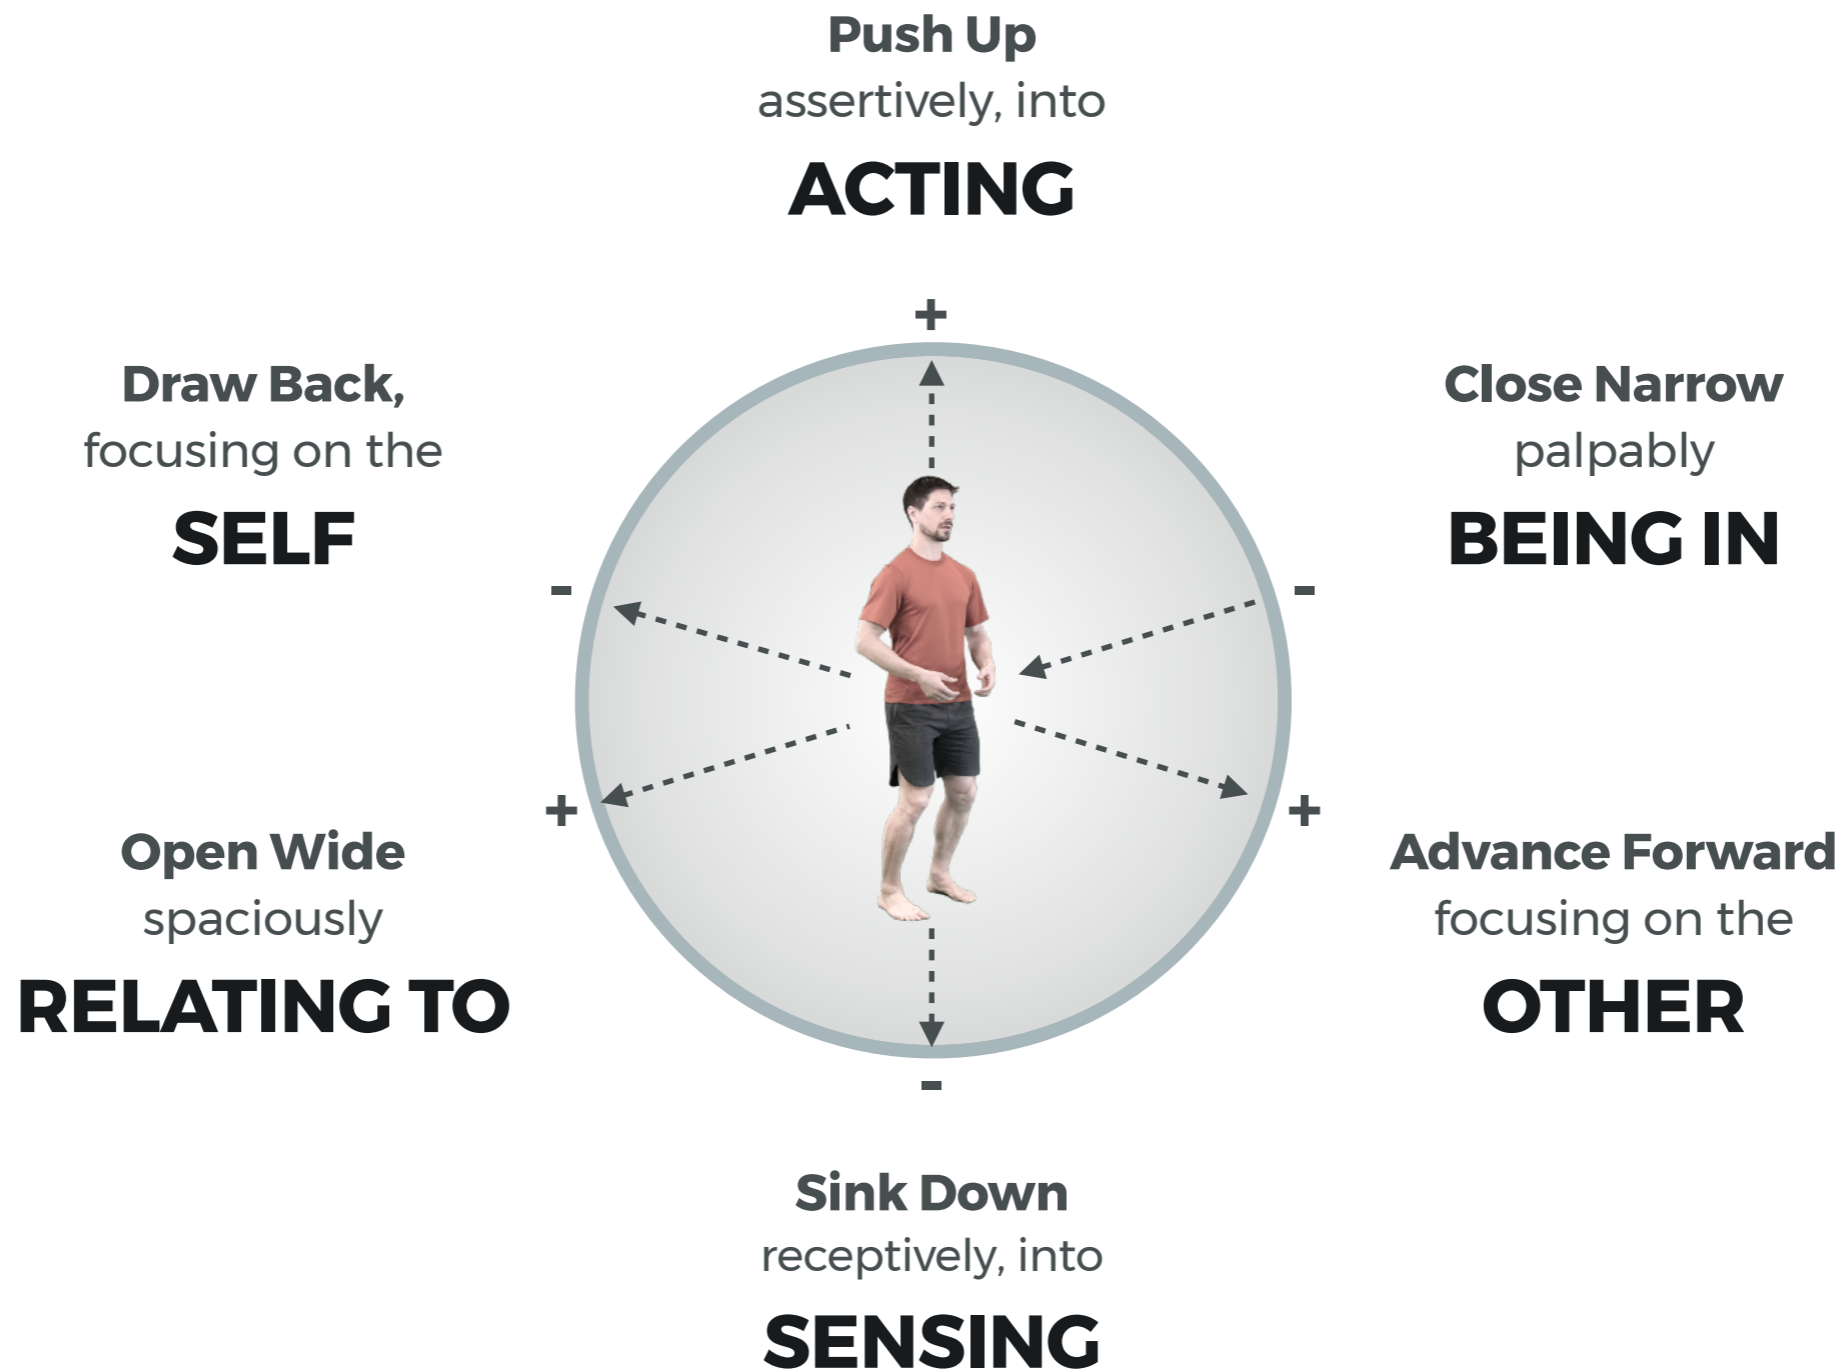 Push Up
assertively, into
ACTING
+
Draw Back,
focusing on the
SELF
-
Close Narrow
palpably
BEING IN
-
Open Wide
spaciously
RELATING TO
+
Advance Forward
focusing on the
OTHER
+
-
Sink Down
receptively, into
SENSING